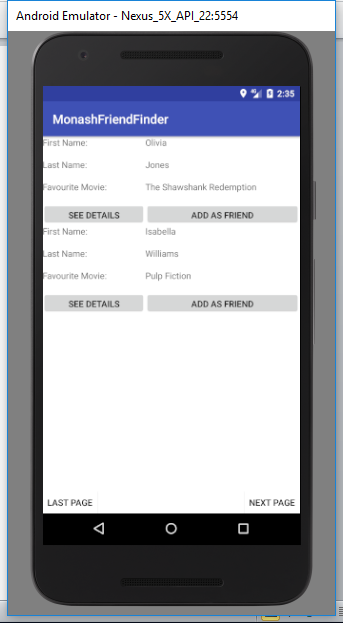 Android Emulator - Nexus_5X_API_22:5554
2:35
MonashFriendFinder
First Name: Olivia
Last Name: Jones
Favourite Movie: The Shawshank Redemption
SEE DETAILS ADD AS FRIEND
First Name: Isabella
Last Name: Williams
Favourite Movie: Pulp Fiction
SEE DETAILS ADD AS FRIEND
LAST PAGE NEXT PAGE